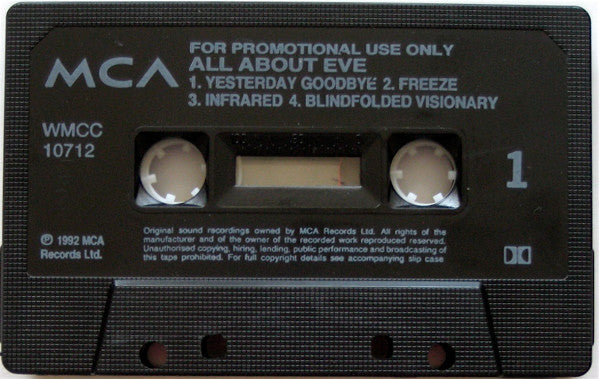 FOR PROMOTIONAL USE ONLY
MCA
ALL ABOUT EVE
1. YESTERDAY GOODBYE 2. FREEZE
3. INFRARED 4. BLINDFOLDED VISIONARY
WMCC
10712
1
Original sound recordings owned by MCA Records Ltd. All rights of the
manufacturer and of the owner of the recorded work reproduced reserved.
Unauthorised copying, hiring, lending, public performance and broadcasting of
this tape prohibited. For full copyright details see accompanying slip case
℗ 1992 MCA
Records Ltd.